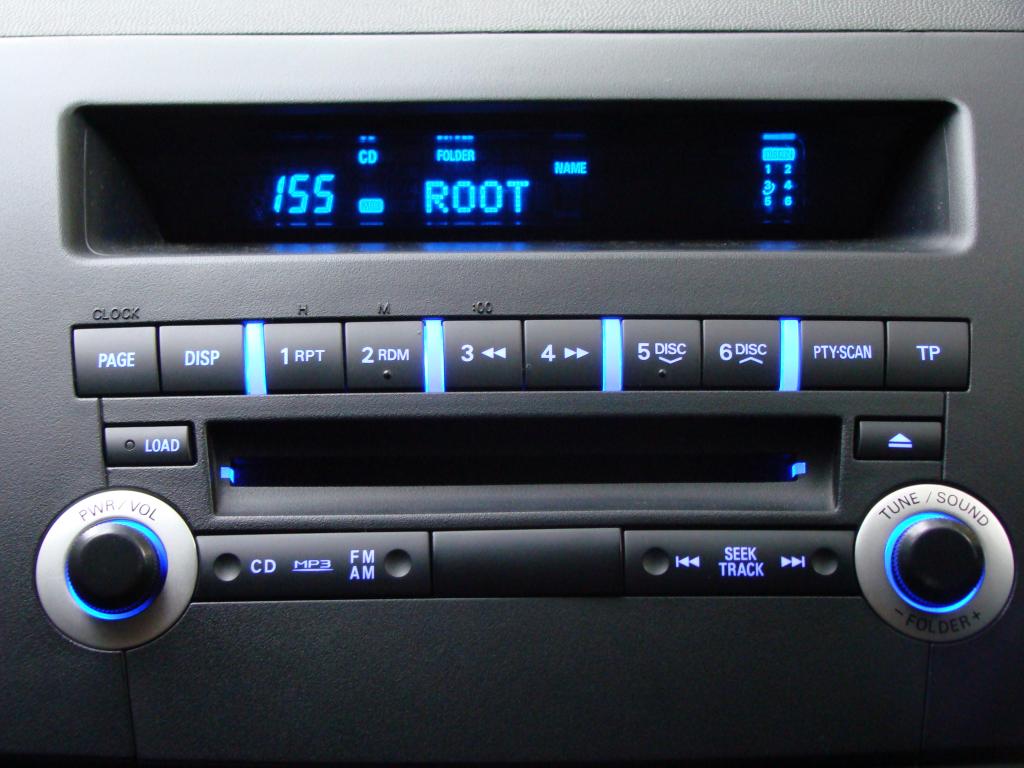 CD FOLDER
NAME
155 ROOT
1 2
3 4
5 6
CLOCK H M :00
PAGE DISP 1 RPT 2 RDM 3 4 5 DISC 6 DISC PTY·SCAN TP
LOAD
PWR / VOL
TUNE / SOUND
CD MP3 FM AM
SEEK TRACK
- FOLDER +